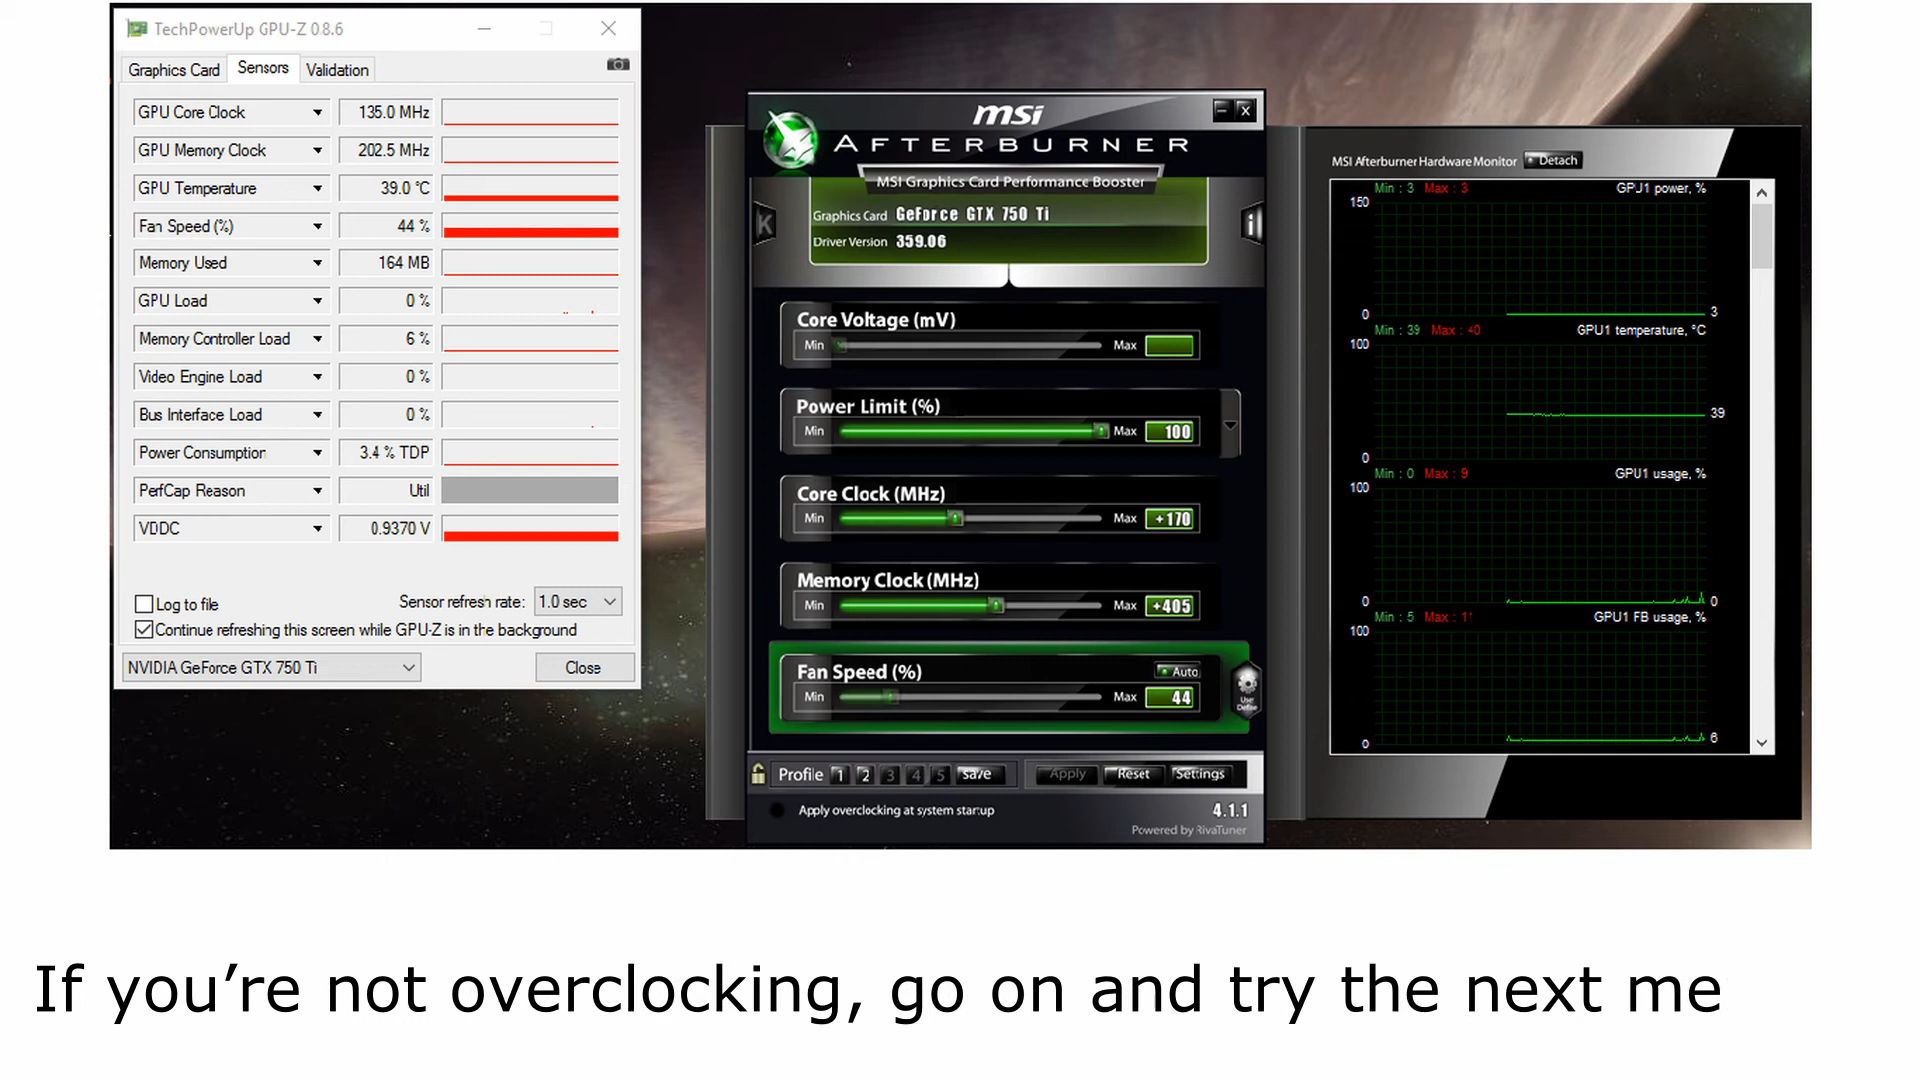 TechPowerUp GPU-Z 0.8.6
Graphics Card Sensors Validation
GPU Core Clock 135.0 MHz
GPU Memory Clock 202.5 MHz
GPU Temperature 39.0 °C
Fan Speed (%) 44 %
Memory Used 164 MB
GPU Load 0 %
Memory Controller Load 6 %
Video Engine Load 0 %
Bus Interface Load 0 %
Power Consumption 3.4 % TDP
PerfCap Reason Util
VDDC 0.9370 V
Log to file Sensor refresh rate: 1.0 sec
Continue refreshing this screen while GPU-Z is in the background
NVIDIA GeForce GTX 750 Ti Close
msi
AFTERBURNER
MSI Graphics Card Performance Booster
K i
Graphics Card GeForce GTX 750 Ti
Driver Version 359.06
Core Voltage (mV)
Min Max
Power Limit (%)
Min Max 100
Core Clock (MHz)
Min Max +170
Memory Clock (MHz)
Min Max +405
Fan Speed (%) Auto
Min Max 44
User Define
Profile 1 2 3 4 5 save Apply Reset Settings
Apply overclocking at system startup 4.1.1
Powered by RivaTuner
MSI Afterburner Hardware Monitor Detach
Min : 3 Max : 3 GPU1 power, %
150
0 3
Min : 39 Max : 40 GPU1 temperature, °C
100
39
0
Min : 0 Max : 9 GPU1 usage, %
100
0 0
Min : 5 Max : 11 GPU1 FB usage, %
100
0 6
If you’re not overclocking, go on and try the next me